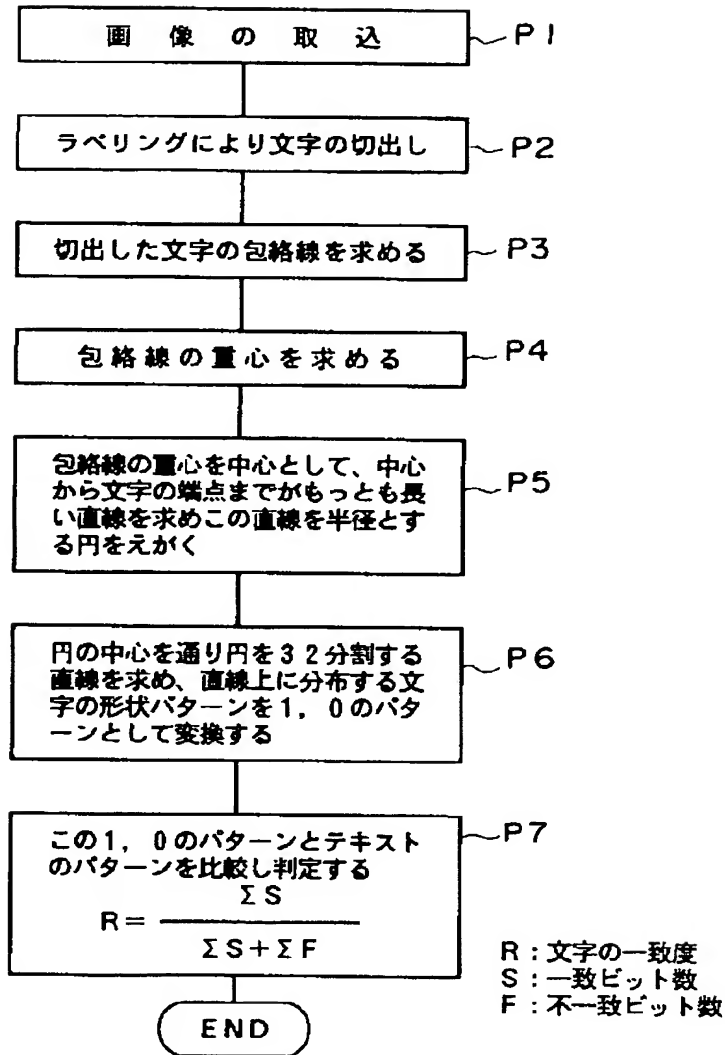 画像の取込
P1
ラベリングにより文字の切出し
P2
切出した文字の包絡線を求める
P3
包絡線の重心を求める
P4
包絡線の重心を中心として、中心
から文字の端点までがもっとも長
い直線を求めこの直線を半径とす
る円をえがく
P5
円の中心を通り円を32分割する
直線を求め、直線上に分布する文
字の形状パターンを1，0のパタ
ーンとして変換する
P6
この1，0のパターンとテキスト
のパターンを比較し判定する
P7
R＝ΣS／(ΣS＋ΣF)
R：文字の一致度
S：一致ビット数
F：不一致ビット数
END